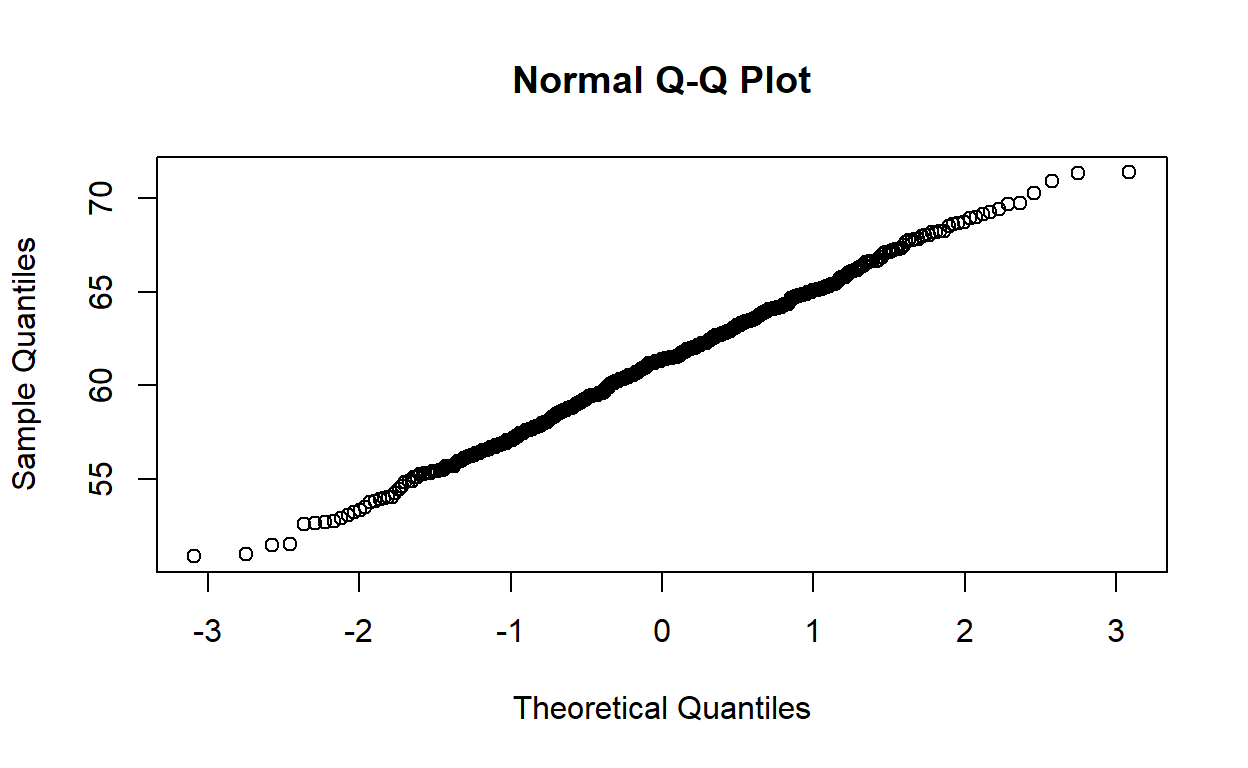 Normal Q-Q Plot
Sample Quantiles
70
65
60
55
-3 -2 -1 0 1 2 3
Theoretical Quantiles